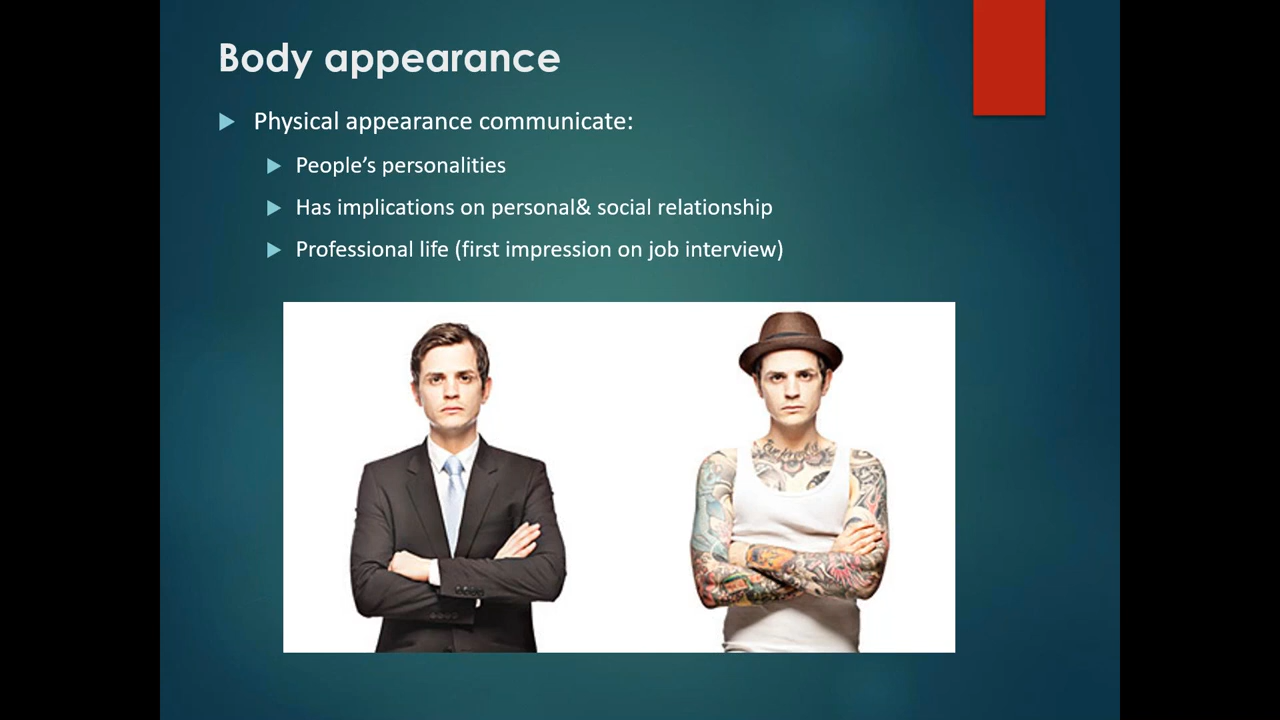 Body appearance
Physical appearance communicate:
People's personalities
Has implications on personal& social relationship
Professional life (first impression on job interview)